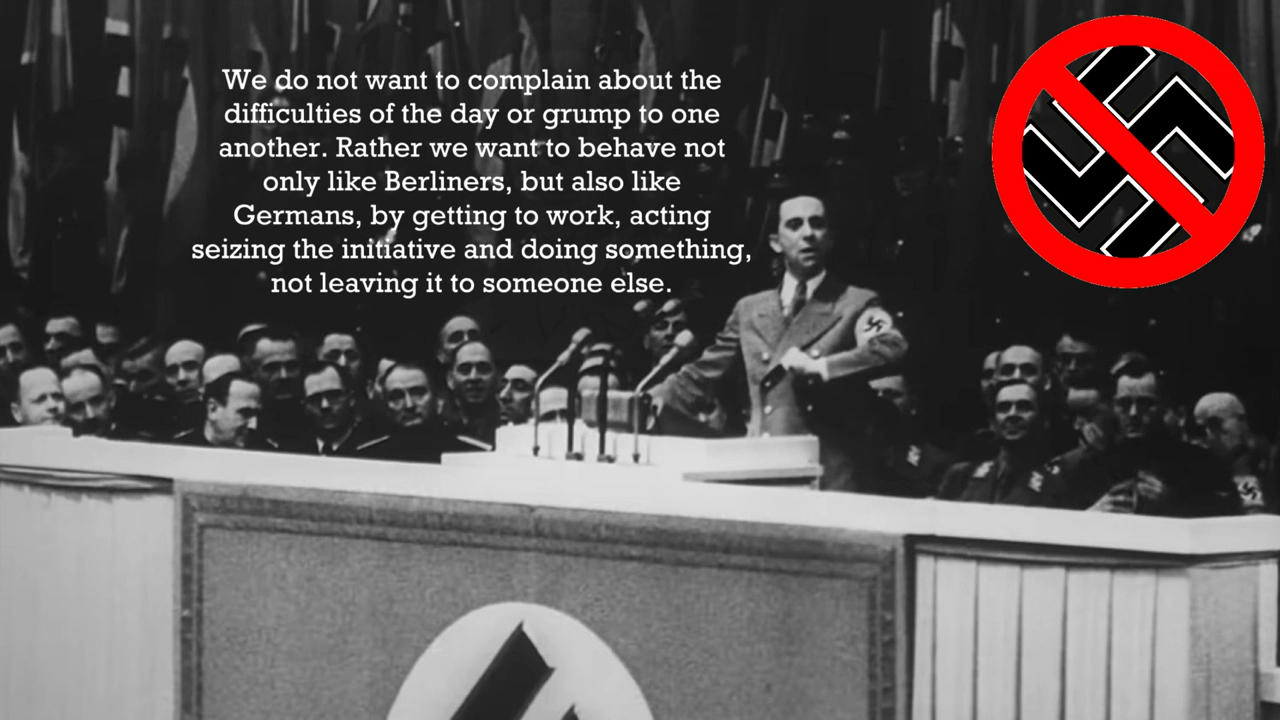 We do not want to complain about the
difficulties of the day or grump to one
another. Rather we want to behave not
only like Berliners, but also like
Germans, by getting to work, acting
seizing the initiative and doing something,
not leaving it to someone else.